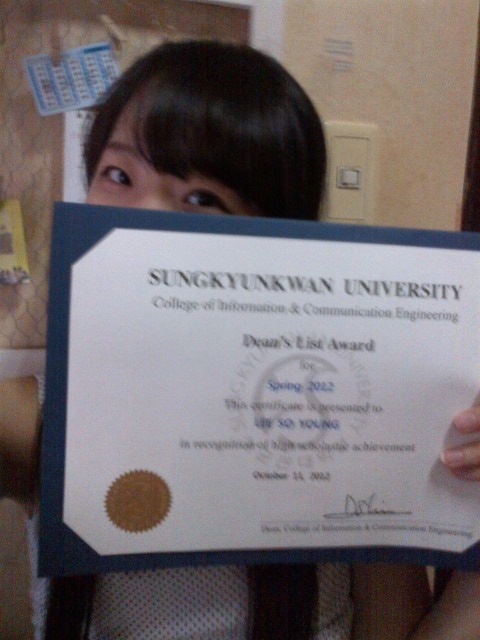 SUNGKYUNKWAN UNIVERSITY
College of Information & Communication Engineering
Dean's List Award
for
Spring 2012
This certificate is presented to
LEE SO YOUNG
in recognition of high scholastic achievement
October 11, 2012
Dean, College of Information & Communication Engineering